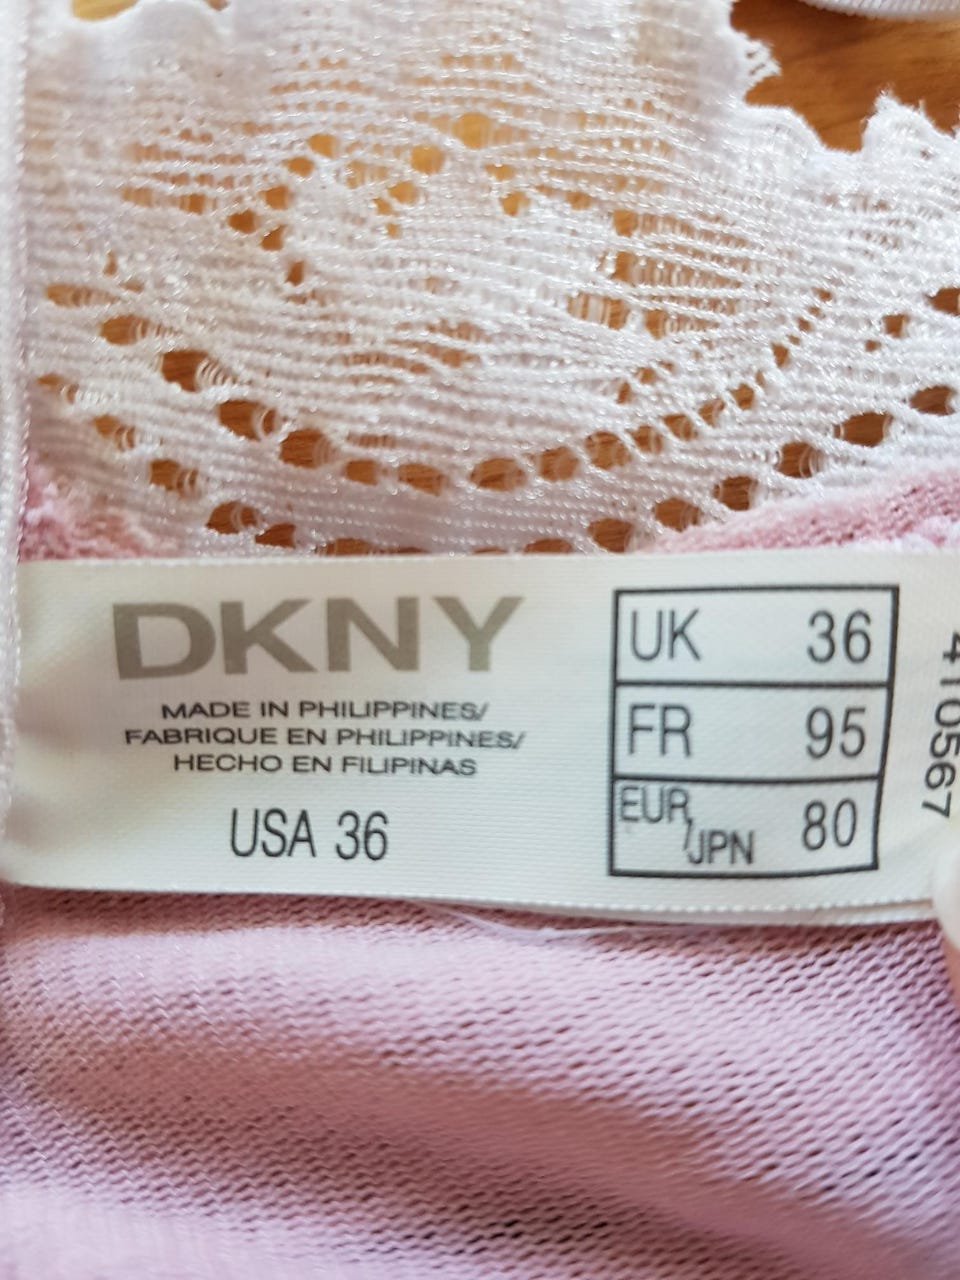 DKNY
MADE IN PHILIPPINES/
FABRIQUE EN PHILIPPINES/
HECHO EN FILIPINAS
USA 36
UK 36
FR 95
EUR/JPN 80
410567